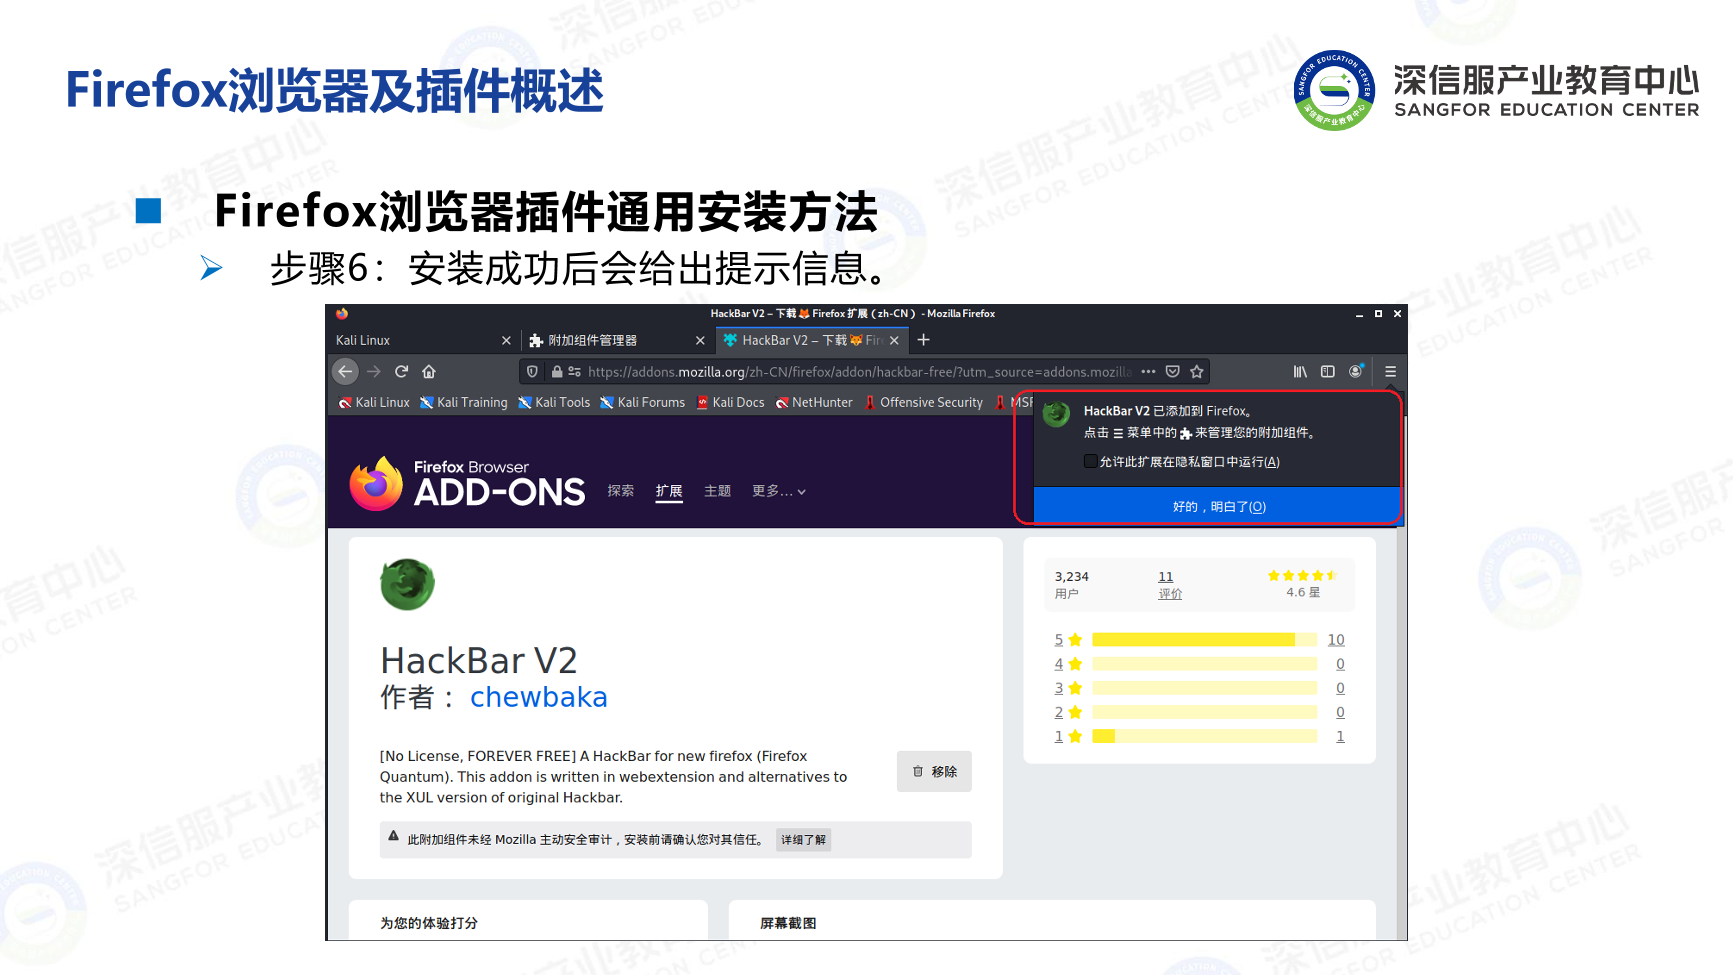 Firefox浏览器及插件概述
深信服产业教育中心
SANGFOR EDUCATION CENTER
Firefox浏览器插件通用安装方法
步骤6：安装成功后会给出提示信息。
HackBar V2 – 下载 Firefox 扩展（zh-CN） - Mozilla Firefox
Kali Linux
附加组件管理器
HackBar V2 – 下载 Fir
https://addons.mozilla.org/zh-CN/firefox/addon/hackbar-free/?utm_source=addons.mozilla
Kali Linux Kali Training Kali Tools Kali Forums Kali Docs NetHunter Offensive Security MSF
HackBar V2 已添加到 Firefox。
点击 ☰ 菜单中的 来管理您的附加组件。
允许此扩展在隐私窗口中运行(A)
好的，明白了(O)
Firefox Browser
ADD-ONS
探索 扩展 主题 更多…
HackBar V2
作者： chewbaka
[No License, FOREVER FREE] A HackBar for new firefox (Firefox
Quantum). This addon is written in webextension and alternatives to
the XUL version of original Hackbar.
移除
此附加组件未经 Mozilla 主动安全审计，安装前请确认您对其信任。 详细了解
3,234 11
用户 评价 4.6 星
5 10
4 0
3 0
2 0
1 1
为您的体验打分
屏幕截图